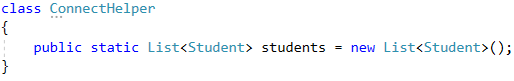 class ConnectHelper
{
    public static List<Student> students = new List<Student>();
}